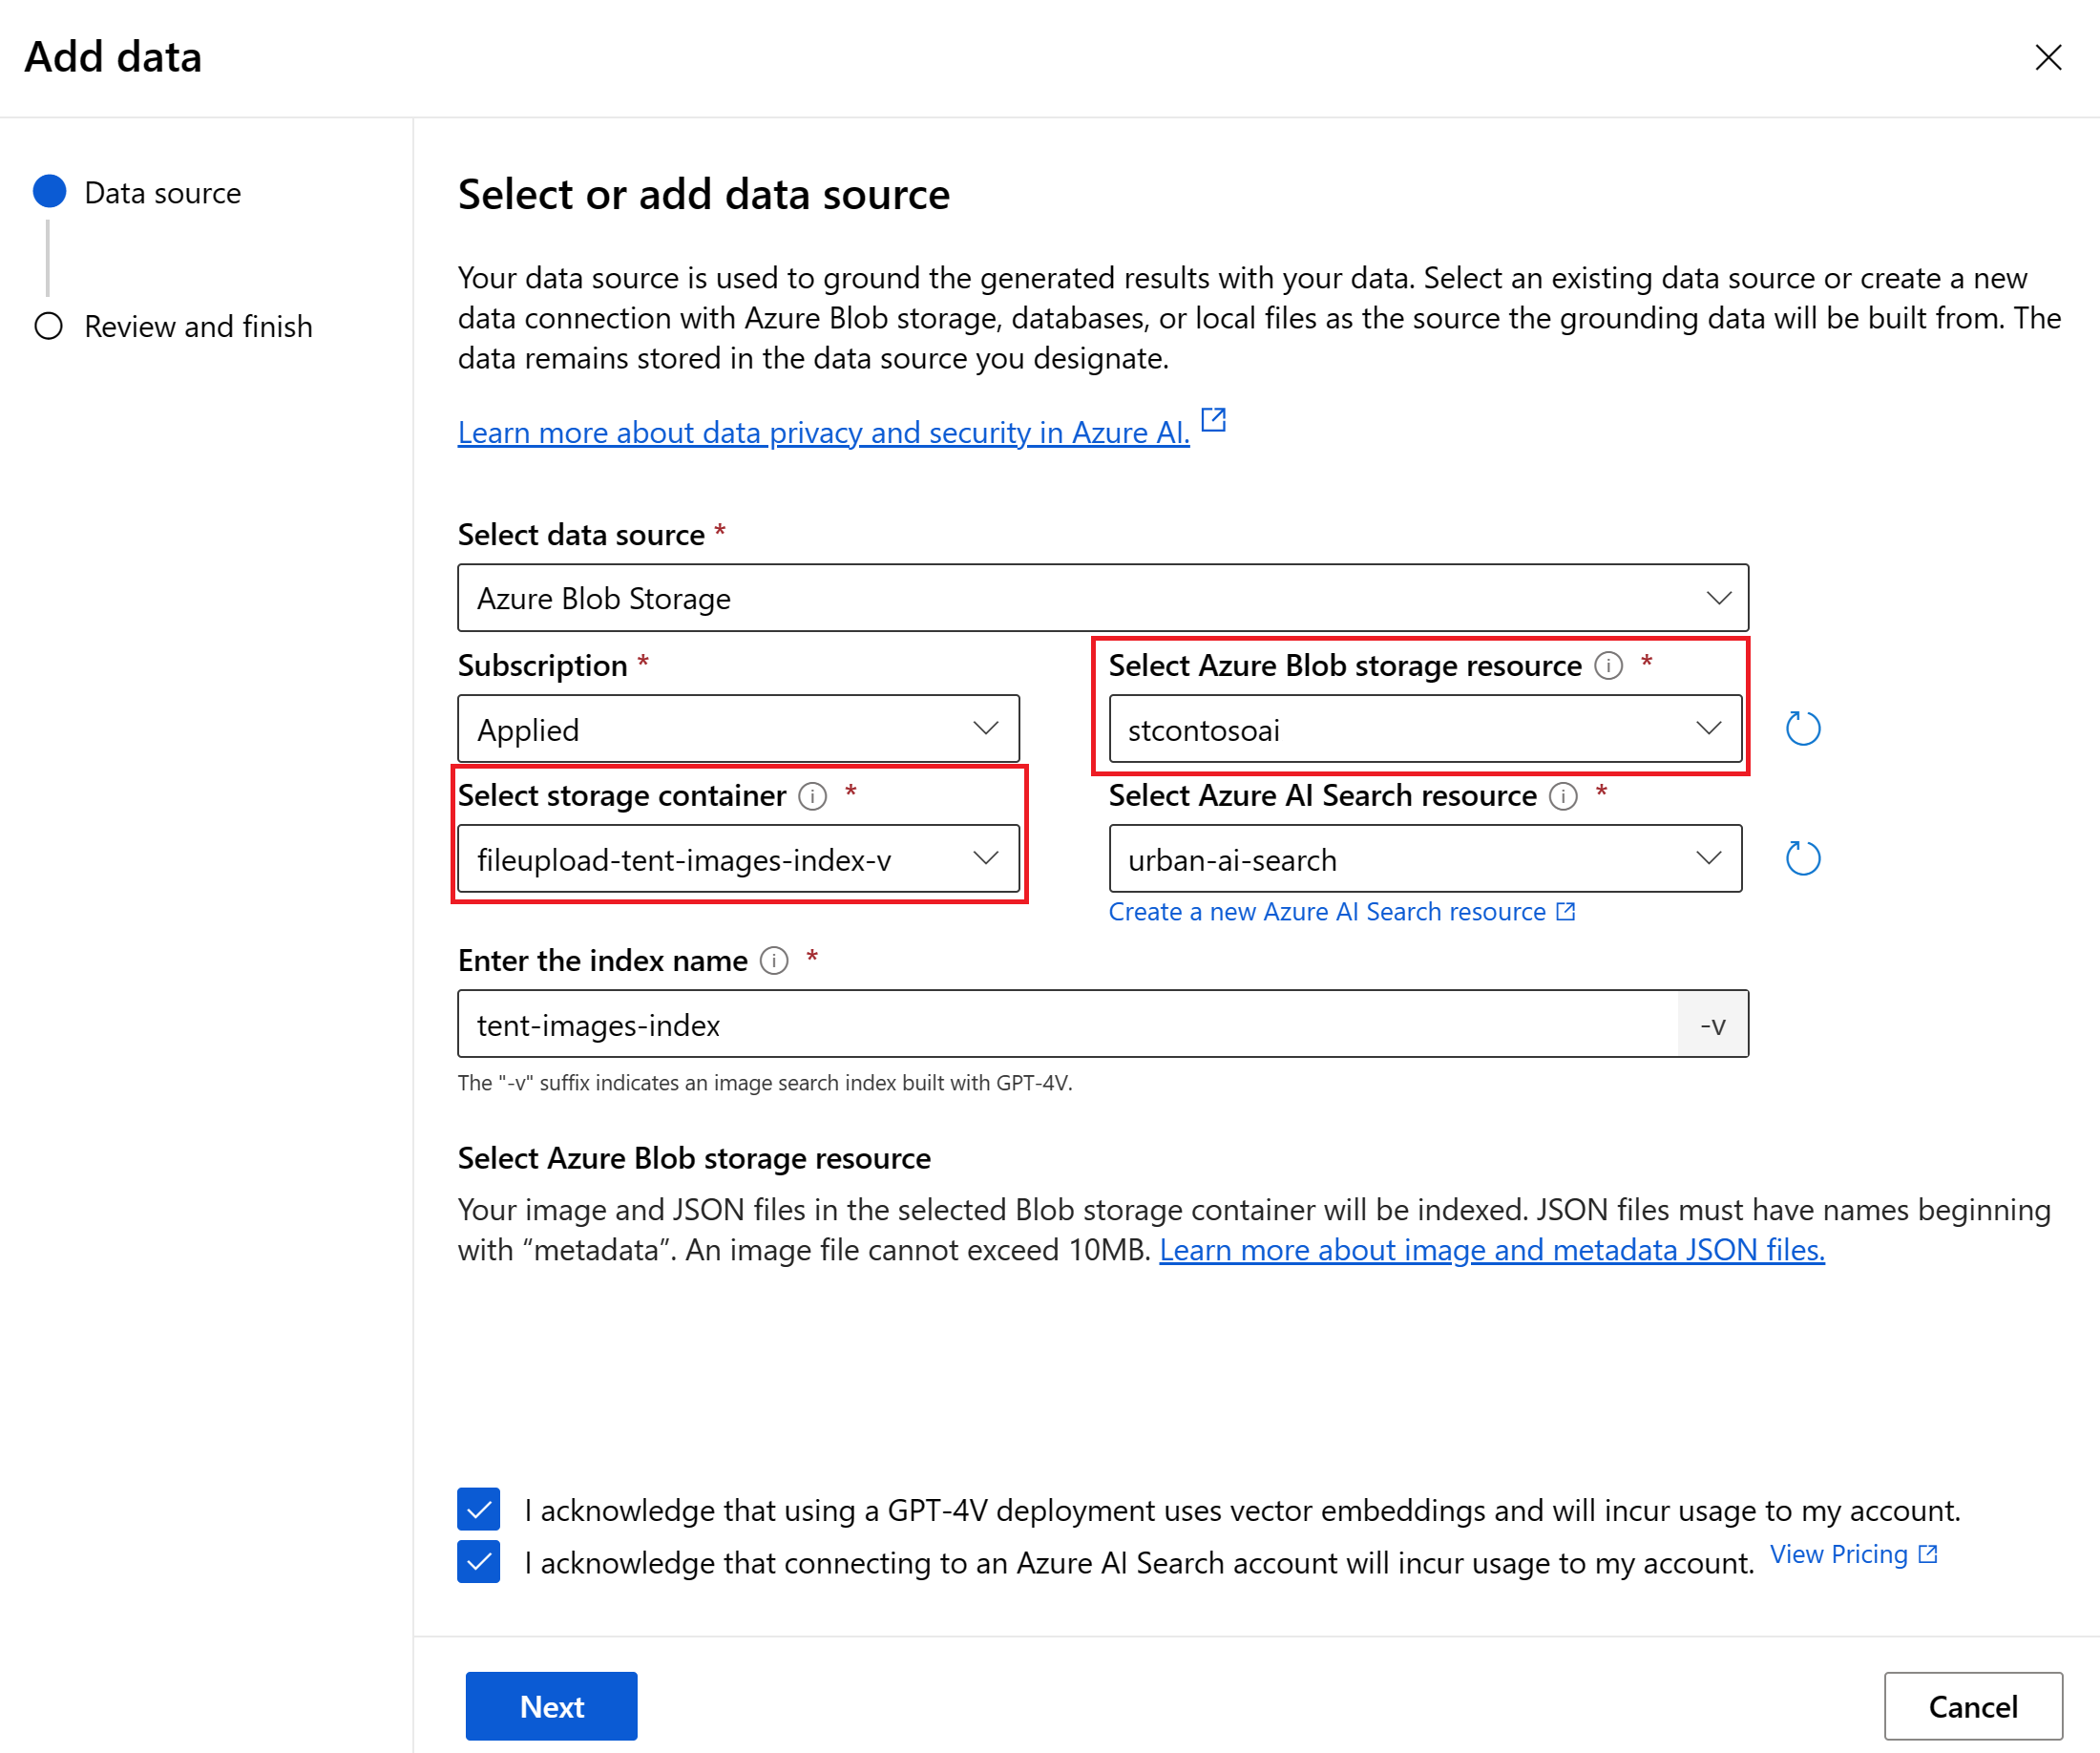 Add data
Data source
Review and finish
Select or add data source
Your data source is used to ground the generated results with your data. Select an existing data source or create a new
data connection with Azure Blob storage, databases, or local files as the source the grounding data will be built from. The
data remains stored in the data source you designate.
Learn more about data privacy and security in Azure AI.
Select data source *
Azure Blob Storage
Subscription *
Applied
Select Azure Blob storage resource *
stcontosoai
Select storage container *
fileupload-tent-images-index-v
Select Azure AI Search resource *
urban-ai-search
Create a new Azure AI Search resource
Enter the index name *
tent-images-index -v
The "-v" suffix indicates an image search index built with GPT-4V.
Select Azure Blob storage resource
Your image and JSON files in the selected Blob storage container will be indexed. JSON files must have names beginning
with “metadata”. An image file cannot exceed 10MB. Learn more about image and metadata JSON files.
I acknowledge that using a GPT-4V deployment uses vector embeddings and will incur usage to my account.
I acknowledge that connecting to an Azure AI Search account will incur usage to my account. View Pricing
Next
Cancel